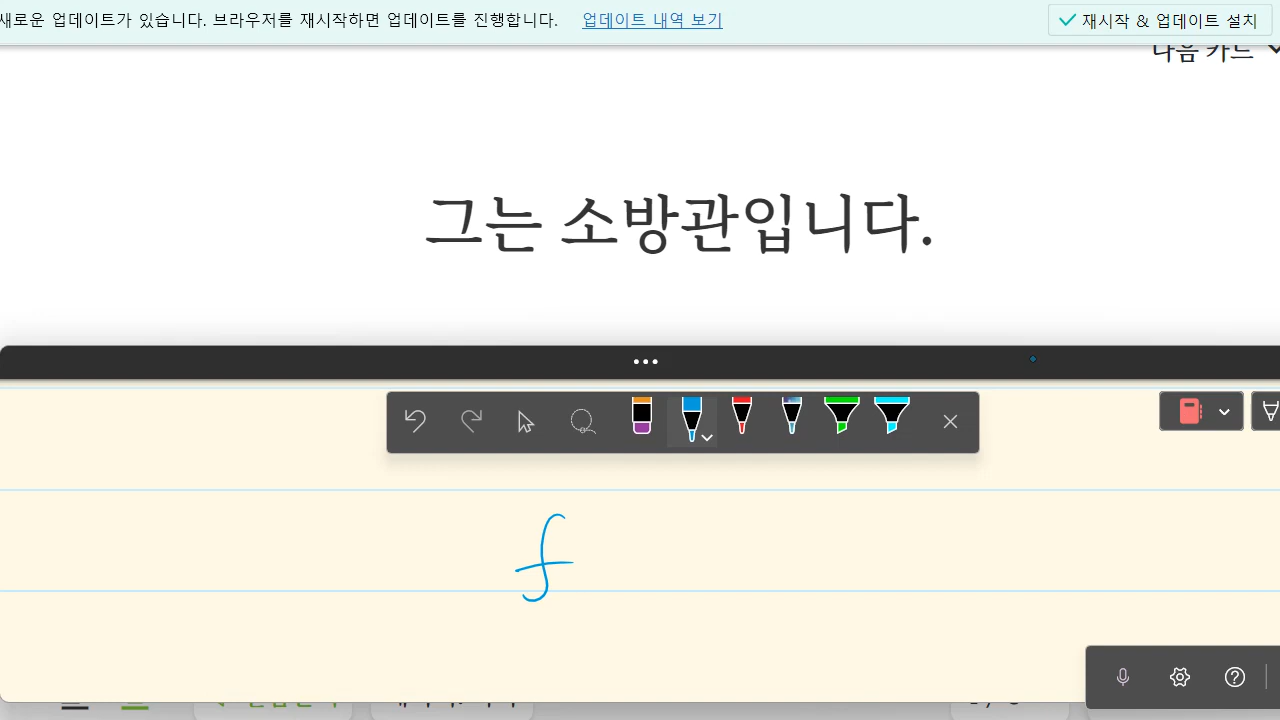 새로운 업데이트가 있습니다. 브라우저를 재시작하면 업데이트를 진행합니다. 업데이트 내역 보기 재시작 & 업데이트 설치
다음 카드
그는 소방관입니다.
f